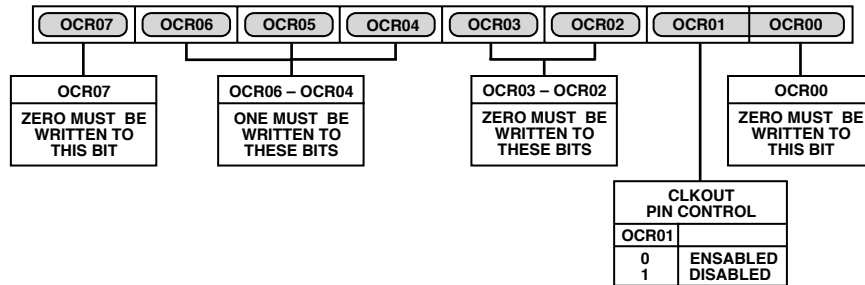 OCR07 OCR06 OCR05 OCR04 OCR03 OCR02 OCR01 OCR00
OCR07
ZERO MUST BE
WRITTEN TO
THIS BIT
OCR06 – OCR04
ONE MUST BE
WRITTEN TO
THESE BITS
OCR03 – OCR02
ZERO MUST BE
WRITTEN TO
THESE BITS
OCR00
ZERO MUST BE
WRITTEN TO
THIS BIT
CLKOUT
PIN CONTROL
OCR01
0 ENSABLED
1 DISABLED